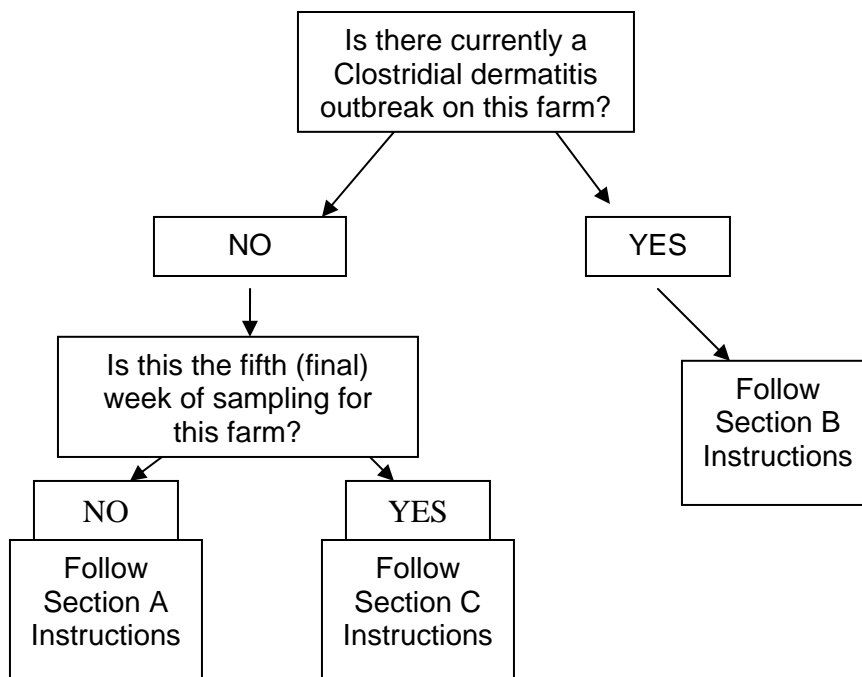 Is there currently a
Clostridial dermatitis
outbreak on this farm?
NO
YES
Is this the fifth (final)
week of sampling for
this farm?
Follow
Section B
Instructions
NO
YES
Follow
Section A
Instructions
Follow
Section C
Instructions